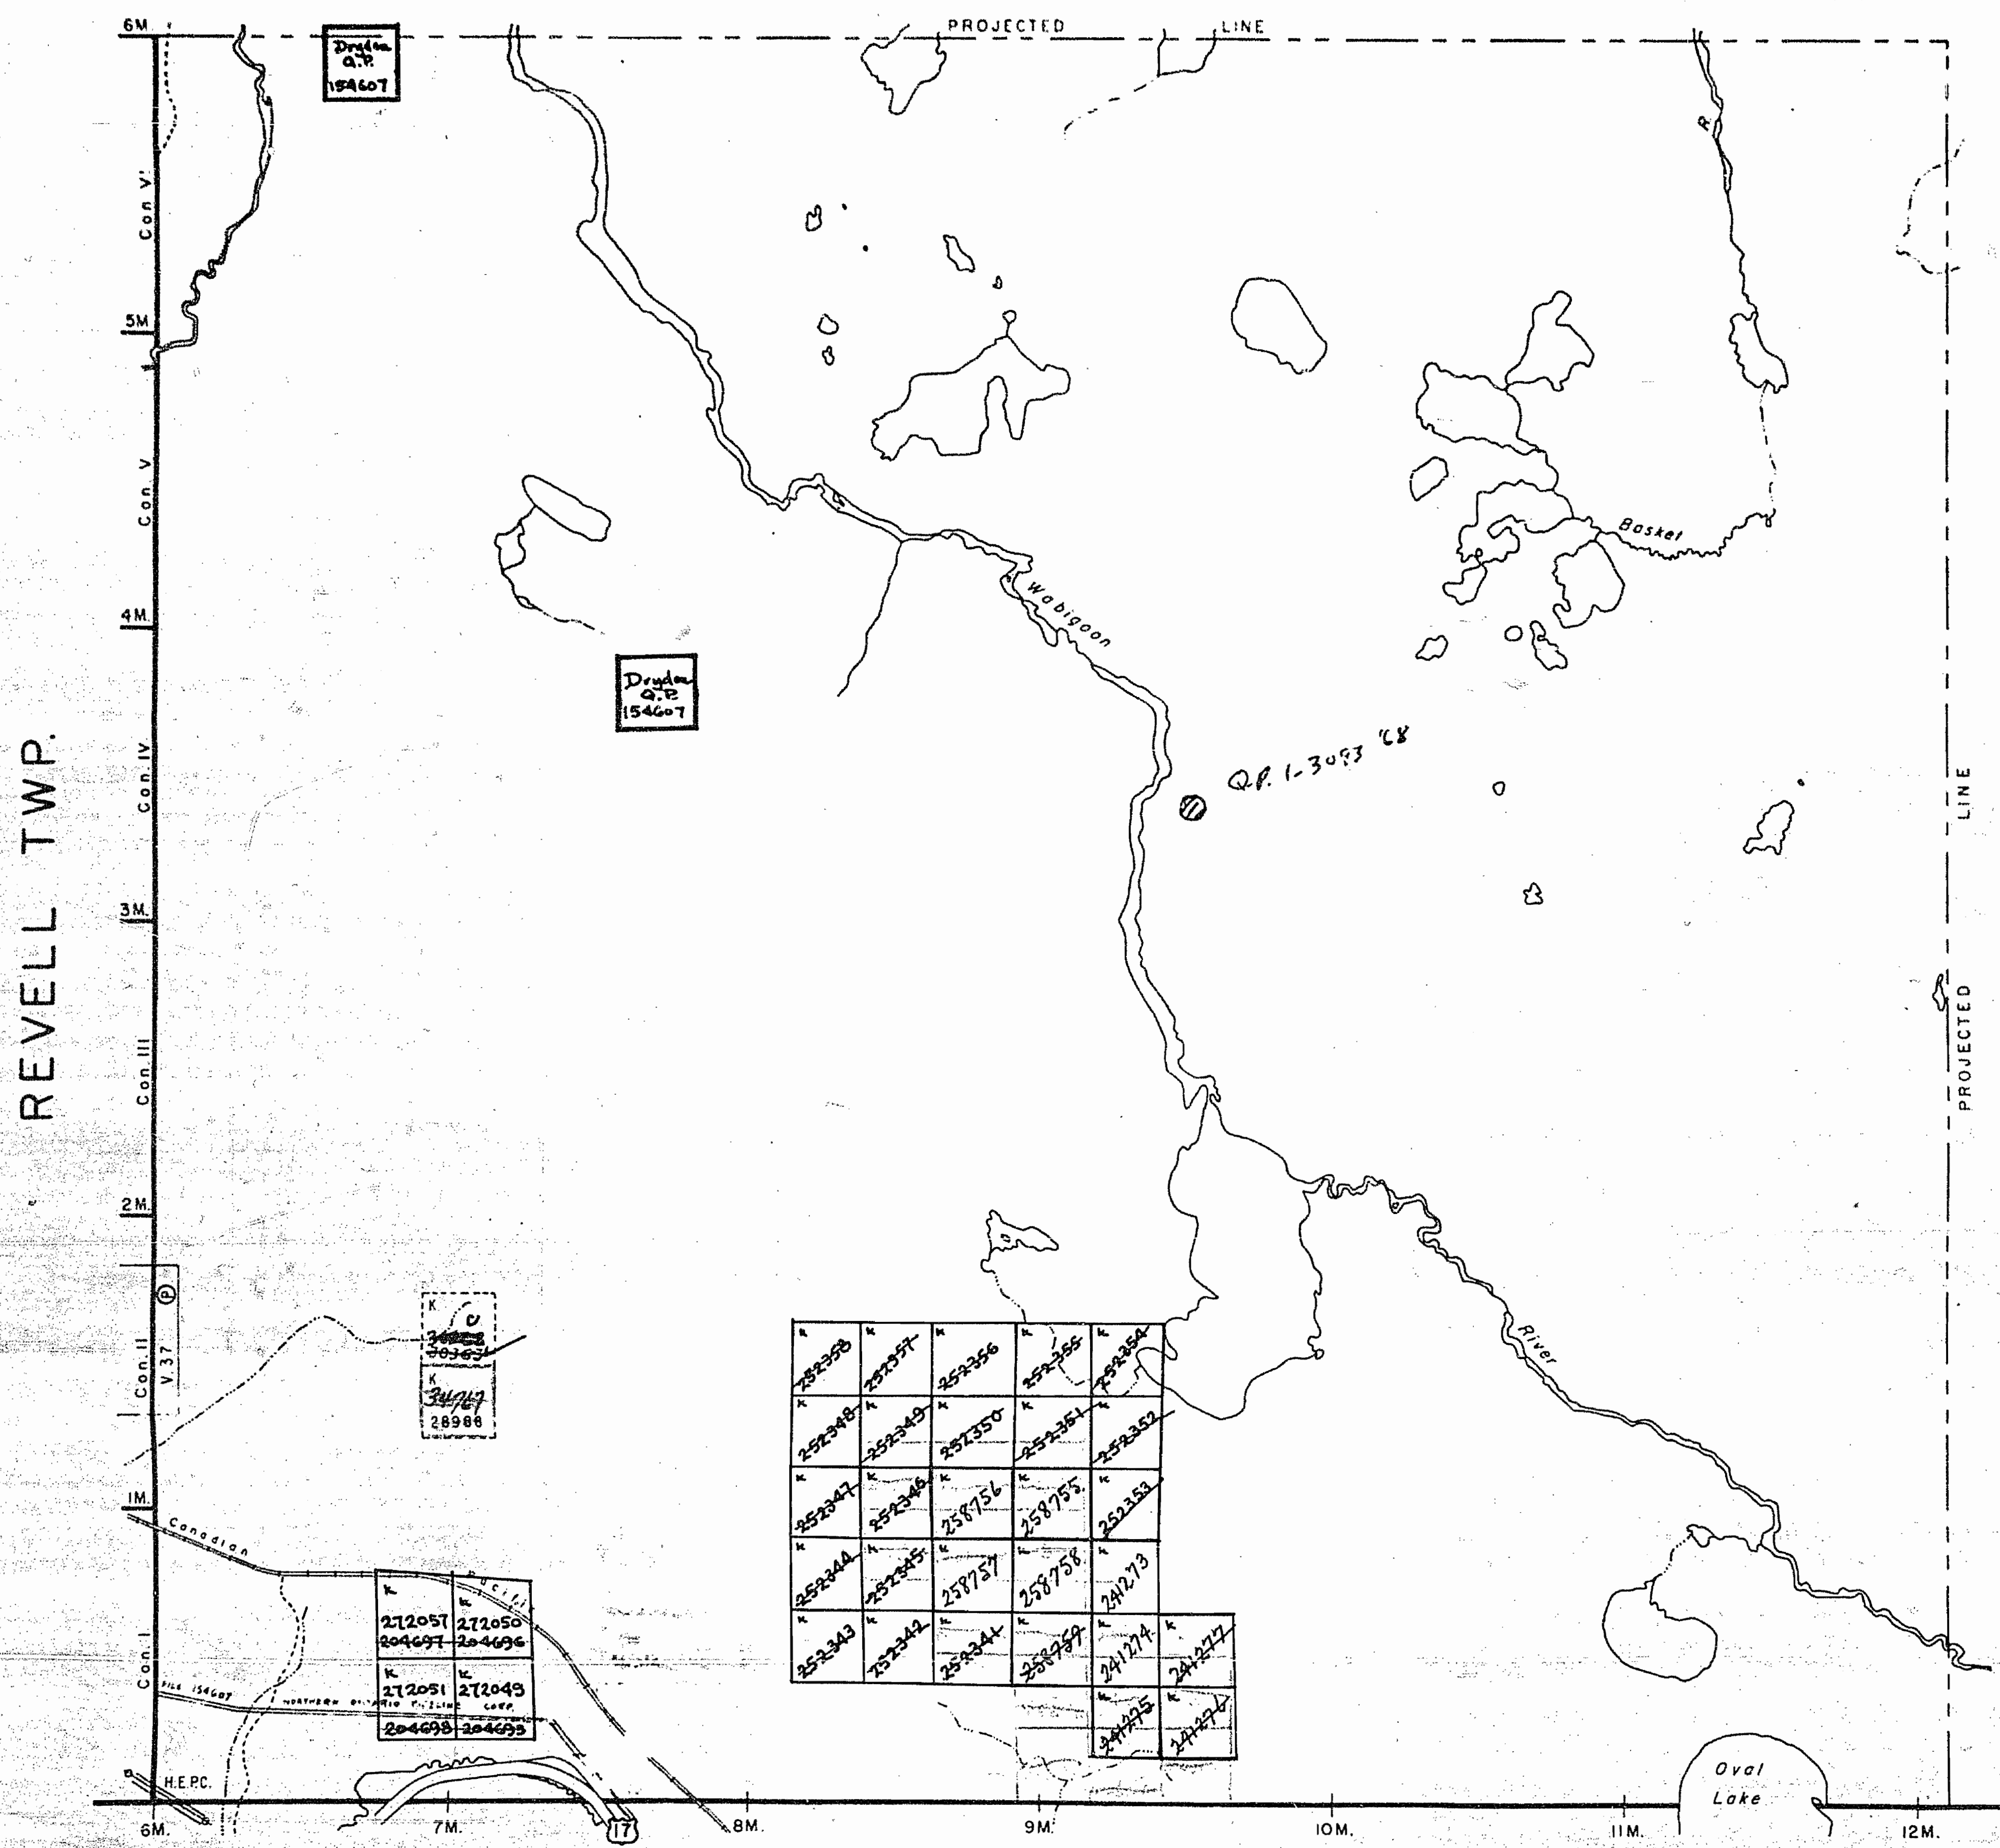 6M.
PROJECTED LINE
Dryden
Q.P.
154607
R.
Con. VI
5M.
Con. V
Basket
4M.
Wabigoon
Dryden
Q.P.
154607
Q.P. 1-3093 '68
REVELL TWP.
Con. IV
LINE
3M.
PROJECTED
Con. III
2M.
P
Con. II
V.37
K
C
30363
K
34767
28988
River
K 252358
K 252357
K 252356
K 252355
K 252354
K 252348
K 252349
K 252350
K 252351
K 252352
K 252347
K 252346
K 258756
K 258755
K 252353
K 252344
K 252345
K 258757
K 258758
K 241273
K 252343
K 252342
K 252341
K 258759
K 241274
K 241277
K 241275
K 241276
1M.
Canadian
Pacific
K
272057
204697
K
272050
204696
K
272051
204698
K
272049
204695
Con. I
FILE 154607
NORTHERN ONTARIO PIPELINE CORP.
H.E.P.C.
17
Oval
Lake
6M.
7M.
8M.
9M.
10M.
11M.
12M.